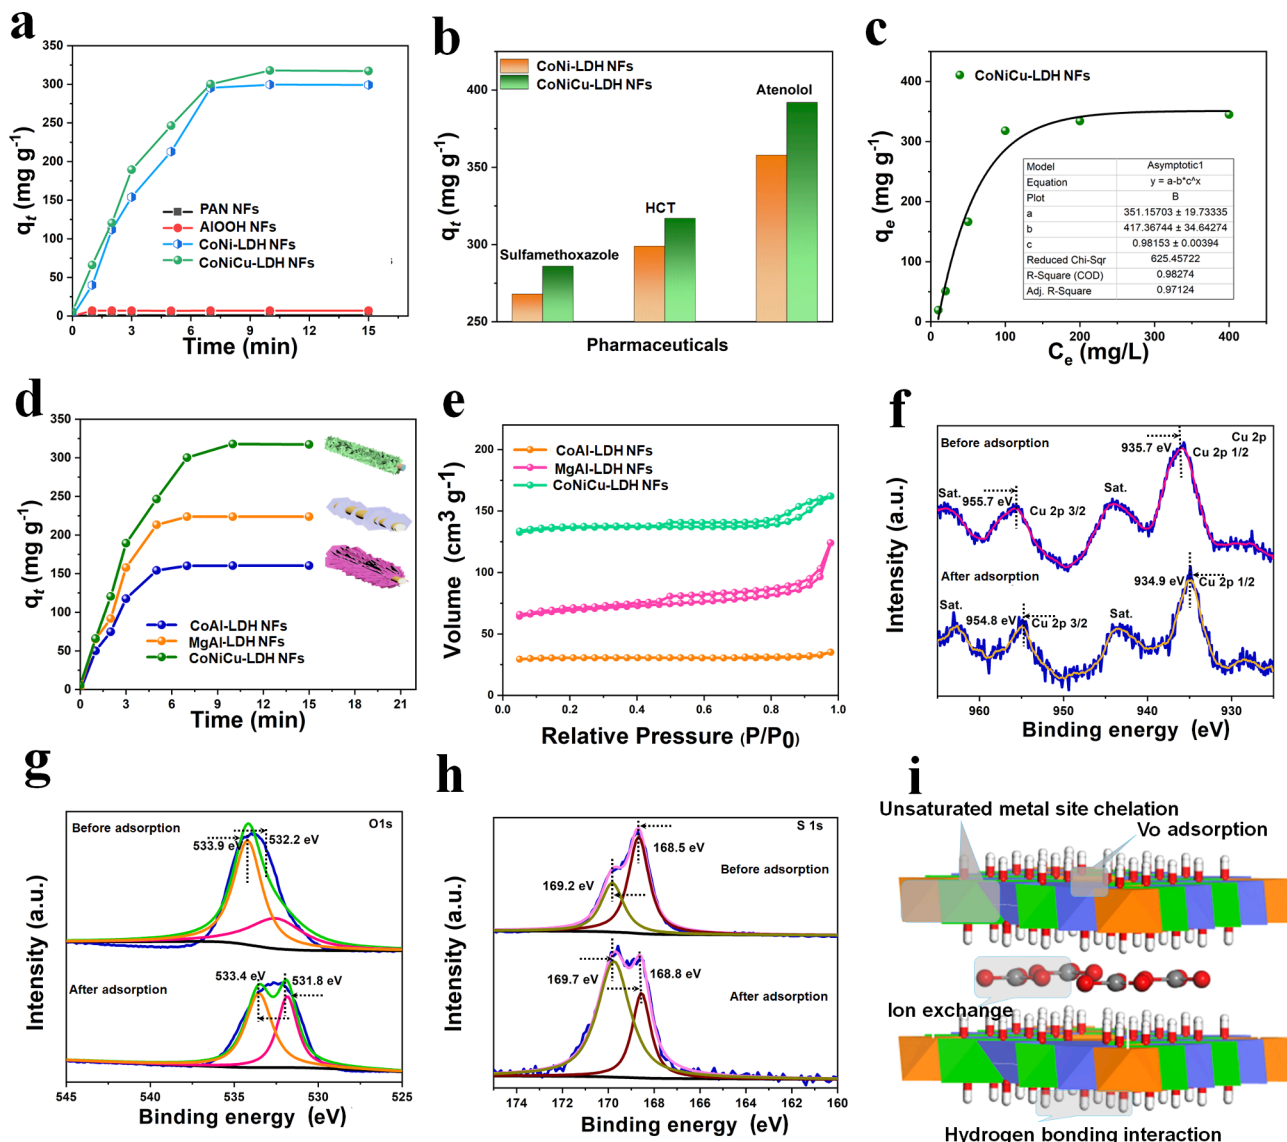 a
350
300
250
200
150
100
50
0
qt (mg g-1)
PAN NFs
AlOOH NFs
CoNi-LDH NFs
CoNiCu-LDH NFs
0 3 6 9 12 15
Time (min)
b
400
350
300
250
qt (mg g-1)
CoNi-LDH NFs
CoNiCu-LDH NFs
Atenolol
HCT
Sulfamethoxazole
Pharmaceuticals
c
400
300
200
100
0
qe (mg g-1)
CoNiCu-LDH NFs
Model Asymptotic1
Equation y = a-b*c^x
Plot B
a 351.15703 ± 19.73335
b 417.36744 ± 34.64274
c 0.98153 ± 0.00394
Reduced Chi-Sqr 625.45722
R-Square (COD) 0.98274
Adj. R-Square 0.97124
0 100 200 300 400
Ce (mg/L)
d
350
300
250
200
150
100
50
0
qt (mg g-1)
CoAl-LDH NFs
MgAl-LDH NFs
CoNiCu-LDH NFs
0 3 6 9 12 15 18 21
Time (min)
e
200
150
100
50
0
Volume (cm3 g-1)
CoAl-LDH NFs
MgAl-LDH NFs
CoNiCu-LDH NFs
0.0 0.2 0.4 0.6 0.8 1.0
Relative Pressure (P/P0)
f
Cu 2p
Before adsorption
935.7 eV
Cu 2p 1/2
Sat.
955.7 eV
Cu 2p 3/2
Sat.
After adsorption
934.9 eV
Cu 2p 1/2
Sat.
954.8 eV
Cu 2p 3/2
Sat.
Intensity (a.u.)
960 950 940 930
Binding energy (eV)
g
O1s
Before adsorption
533.9 eV
532.2 eV
After adsorption
533.4 eV
531.8 eV
Intensity (a.u.)
545 540 535 530 525
Binding energy (eV)
h
S 1s
168.5 eV
169.2 eV
Before adsorption
169.7 eV
168.8 eV
After adsorption
Intensity (a.u.)
174 172 170 168 166 164 162 160
Binding energy (eV)
i
Unsaturated metal site chelation
Vo adsorption
Ion exchange
Hydrogen bonding interaction